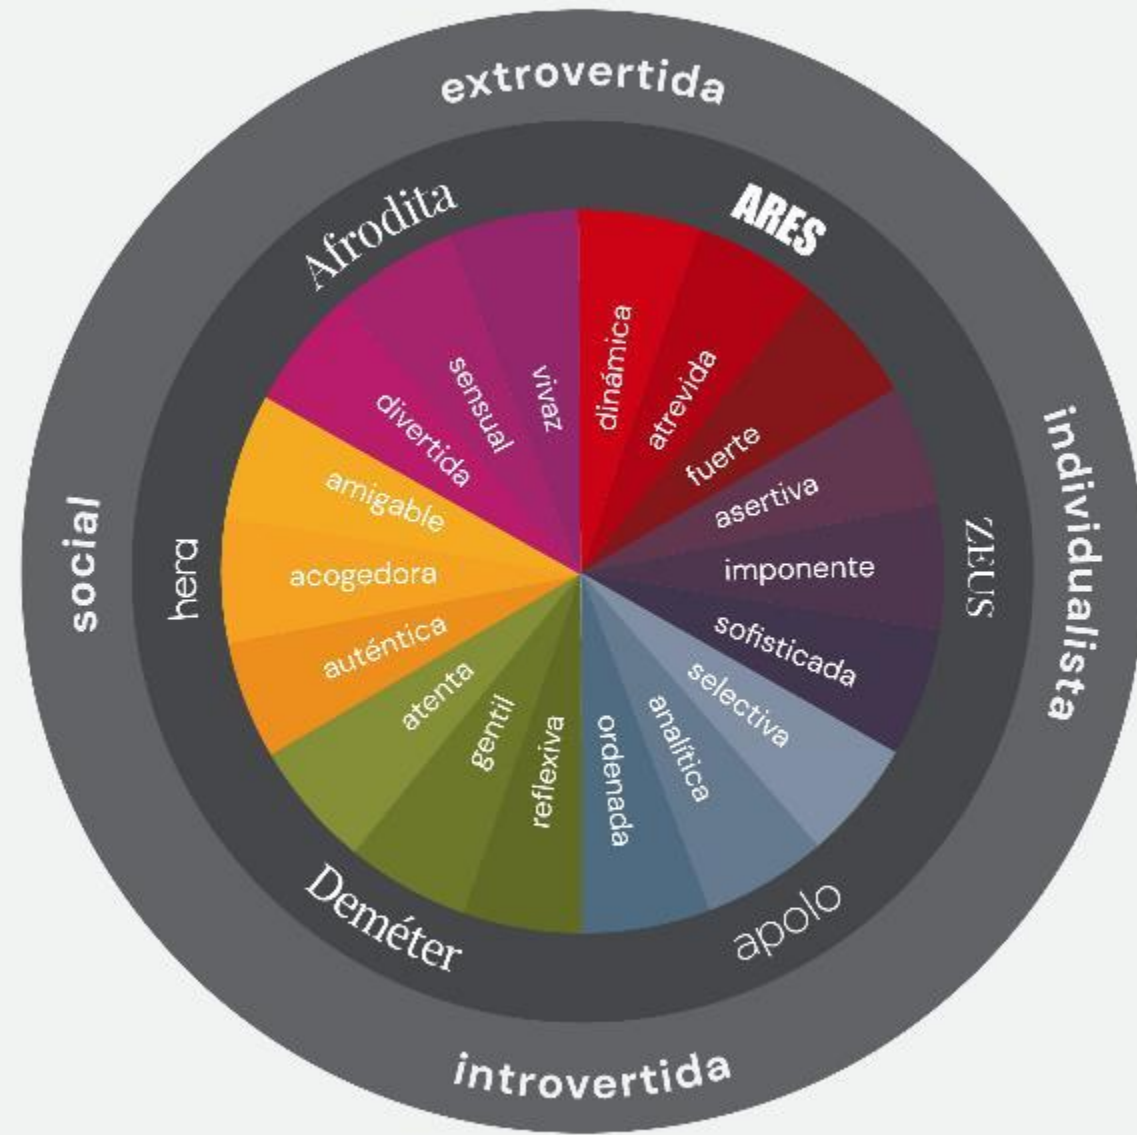 extrovertida
individualista
introvertida
social
Afrodita
ARES
ZEUS
apolo
Deméter
hera
dinámica
atrevida
fuerte
asertiva
imponente
sofisticada
selectiva
analítica
ordenada
reflexiva
gentil
atenta
auténtica
acogedora
amigable
divertida
sensual
vivaz